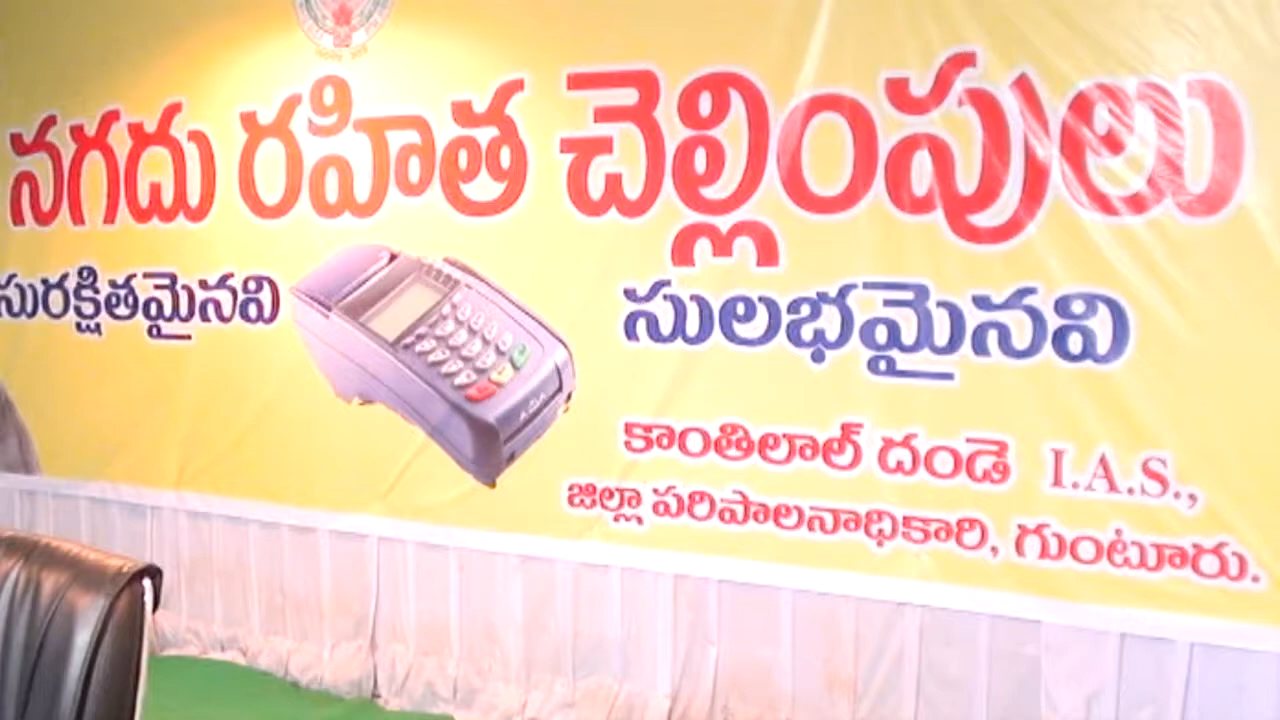 నగదు రహిత చెల్లింపులు
సురక్షితమైనవి సులభమైనవి
కాంతిలాల్ దండె I.A.S.,
జిల్లా పరిపాలనాధికారి, గుంటూరు.